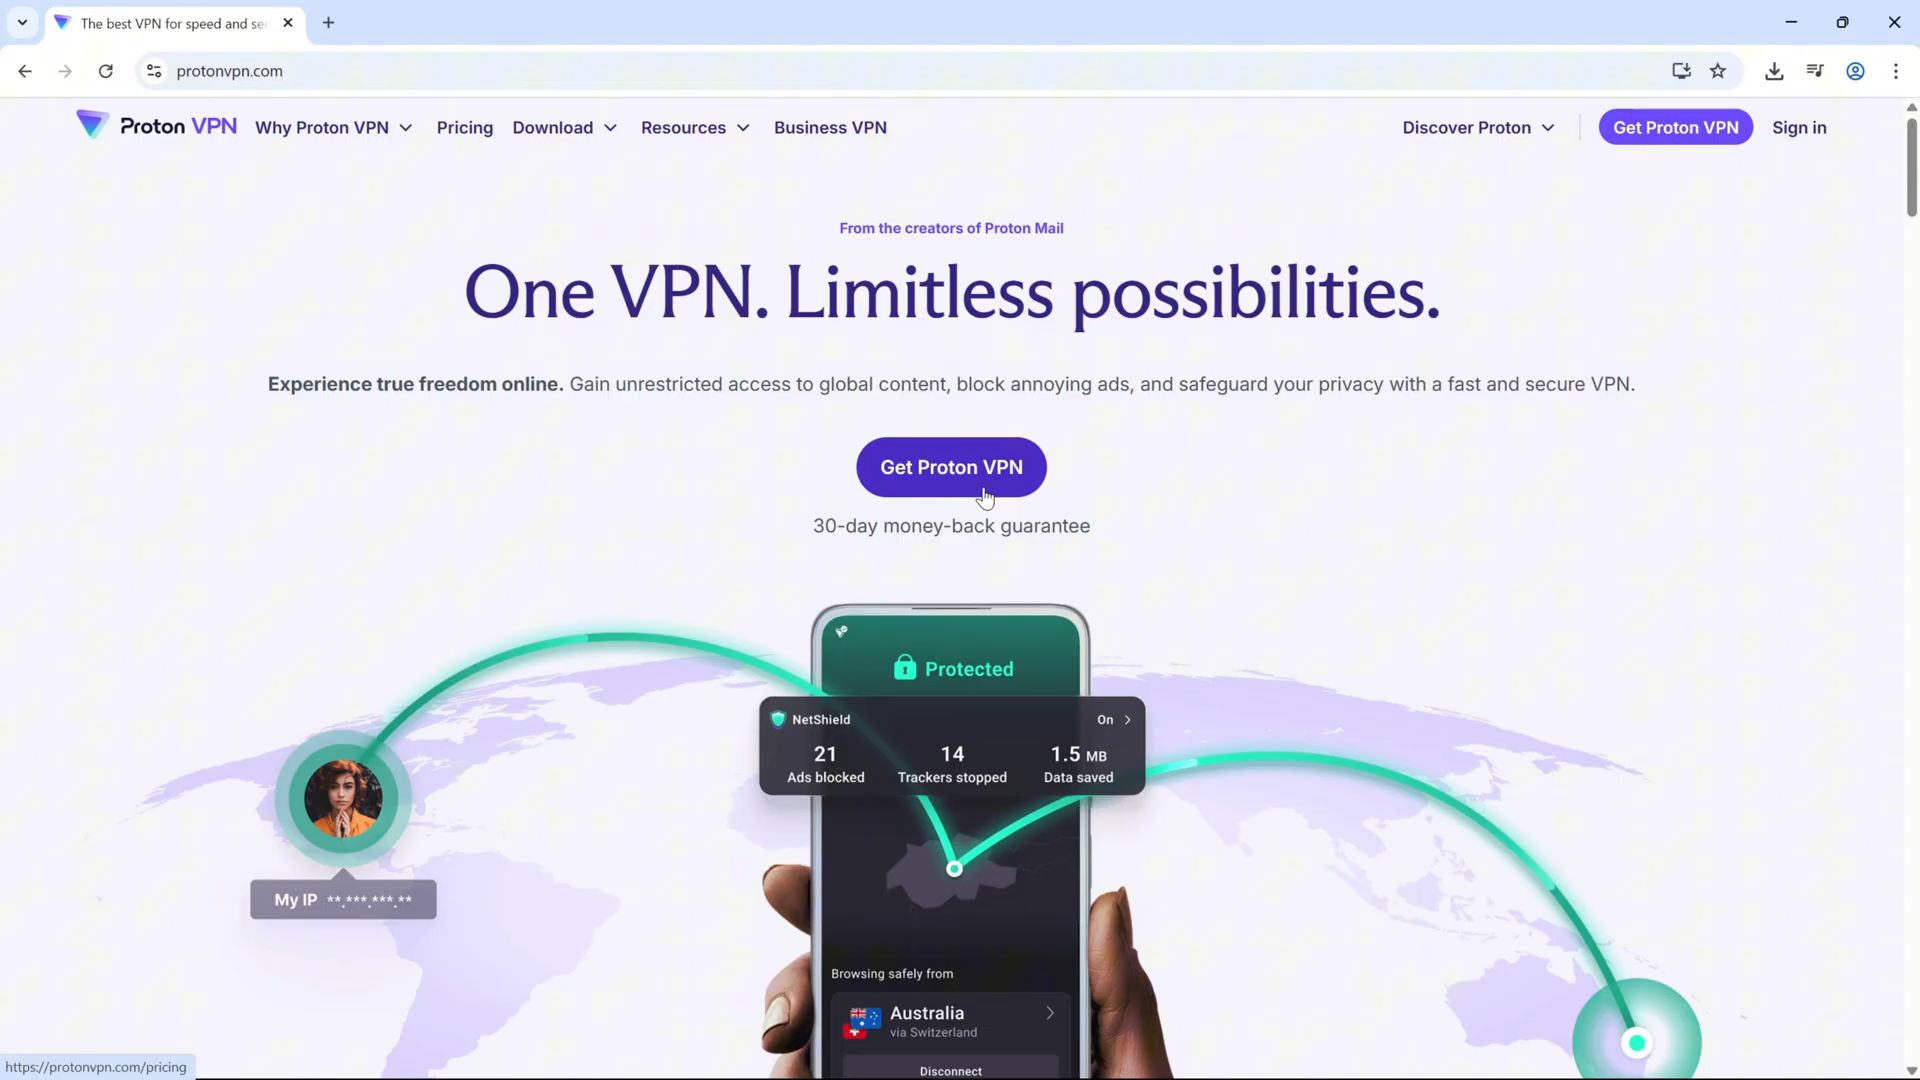 The best VPN for speed and se
protonvpn.com
Proton VPN
Why Proton VPN
Pricing
Download
Resources
Business VPN
Discover Proton
Get Proton VPN
Sign in
From the creators of Proton Mail
One VPN. Limitless possibilities.
Experience true freedom online. Gain unrestricted access to global content, block annoying ads, and safeguard your privacy with a fast and secure VPN.
Get Proton VPN
30-day money-back guarantee
Protected
NetShield
On
21
14
1.5 MB
Ads blocked
Trackers stopped
Data saved
My IP **.***.***.**
Browsing safely from
Australia
via Switzerland
Disconnect
https://protonvpn.com/pricing